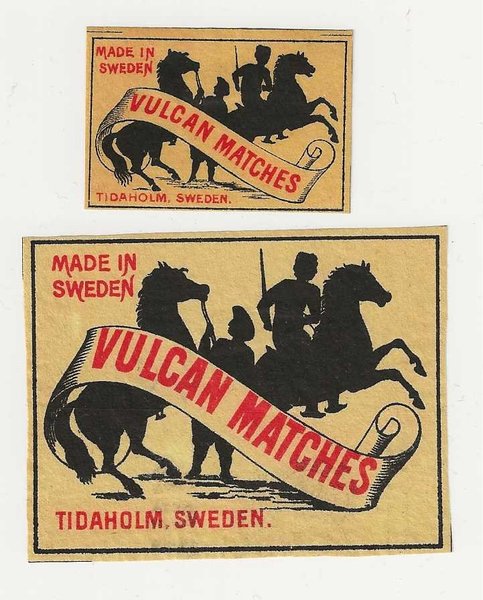 MADE IN
SWEDEN
VULCAN MATCHES
TIDAHOLM, SWEDEN.
MADE IN
SWEDEN
VULCAN MATCHES
TIDAHOLM, SWEDEN.